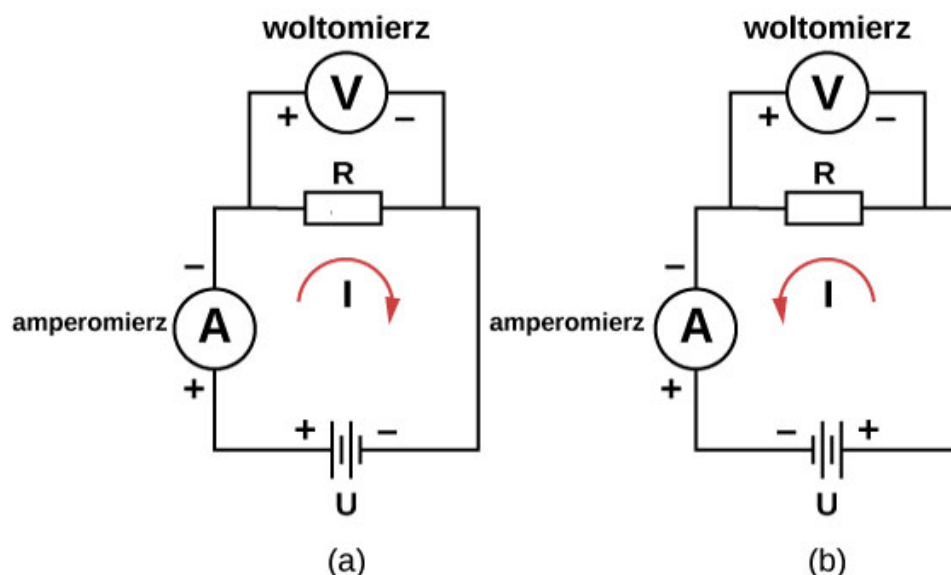 woltomierz
V
+ −
R
−
I
amperomierz
A
+
+ −
U
(a)
woltomierz
V
+ −
R
−
I
amperomierz
A
+
− +
U
(b)